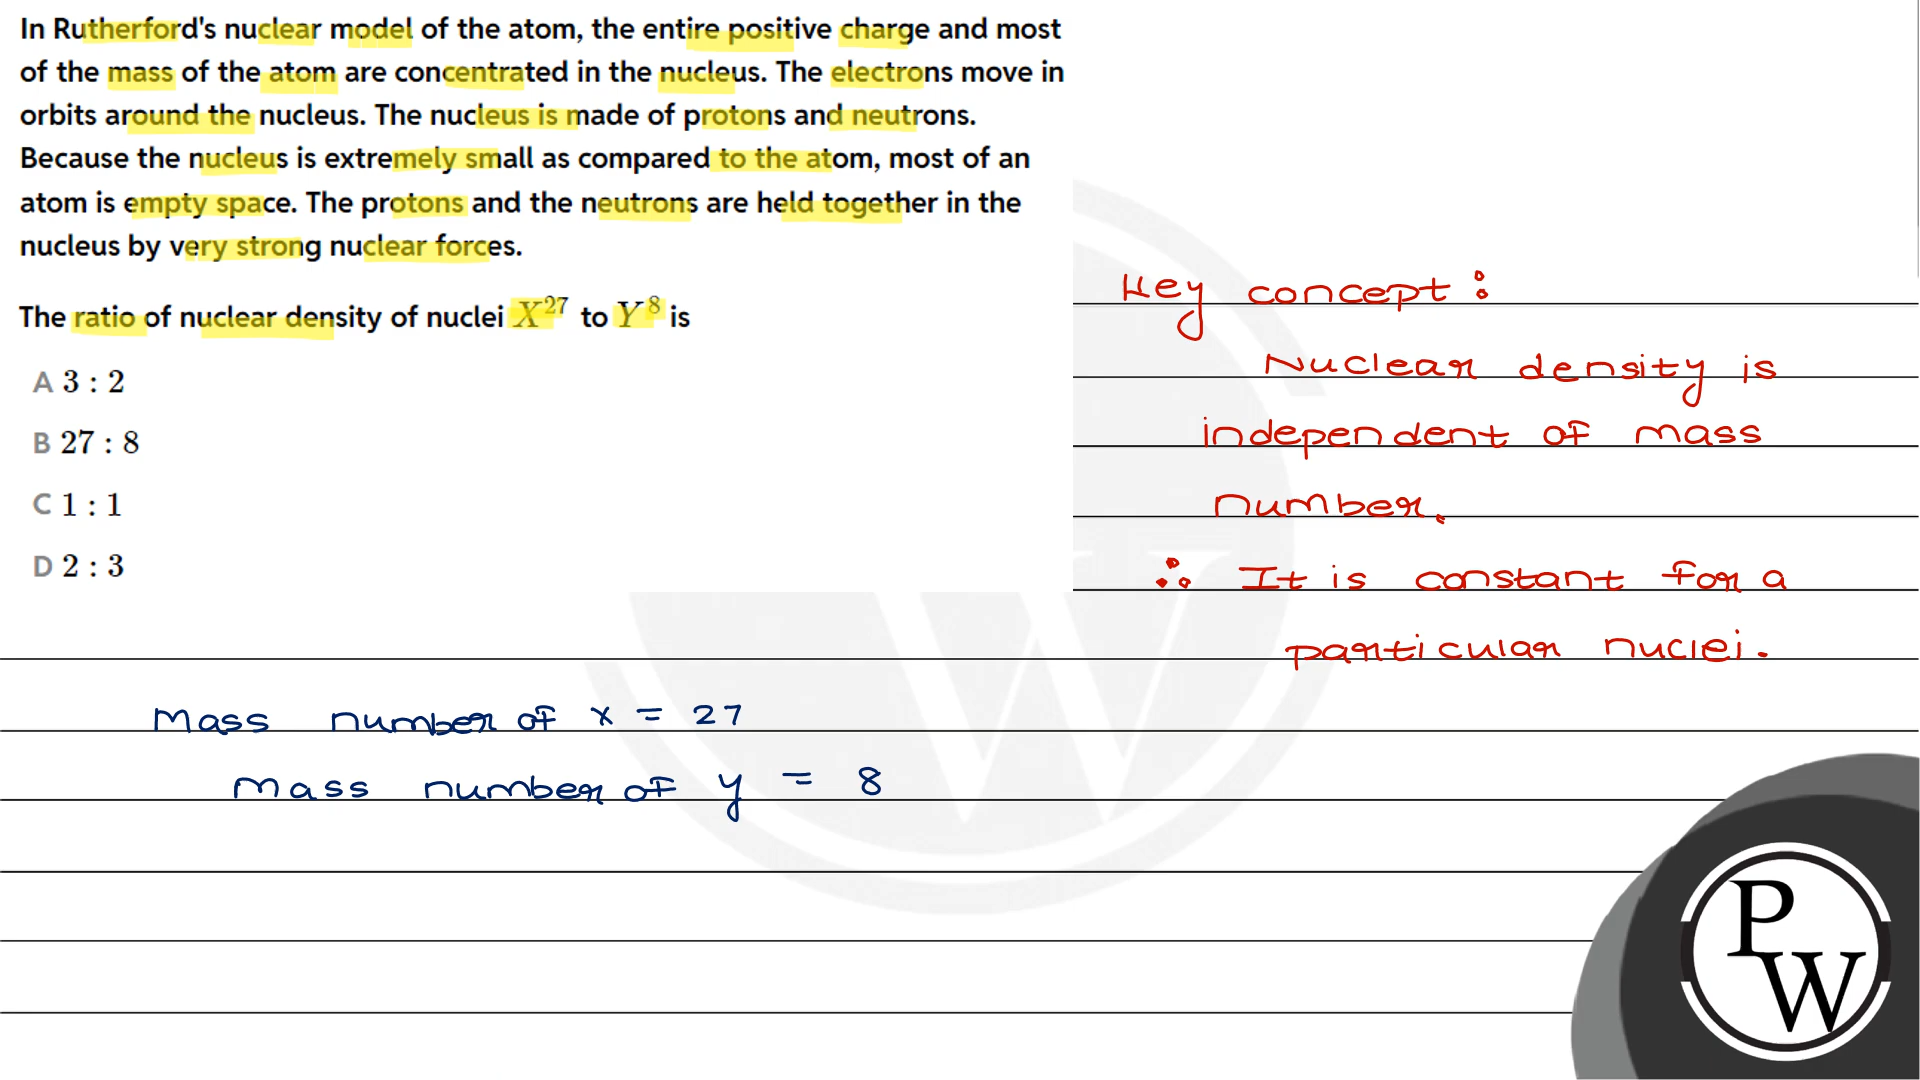 In Rutherford's nuclear model of the atom, the entire positive charge and most
of the mass of the atom are concentrated in the nucleus. The electrons move in
orbits around the nucleus. The nucleus is made of protons and neutrons.
Because the nucleus is extremely small as compared to the atom, most of an
atom is empty space. The protons and the neutrons are held together in the
nucleus by very strong nuclear forces.
The ratio of nuclear density of nuclei X²⁷ to Y⁸ is
A 3 : 2
B 27 : 8
C 1 : 1
D 2 : 3
Key concept :
Nuclear density is
independent of mass
number.
∴ It is constant for a
particular nuclei.
Mass number of x = 27
Mass number of y = 8
PW